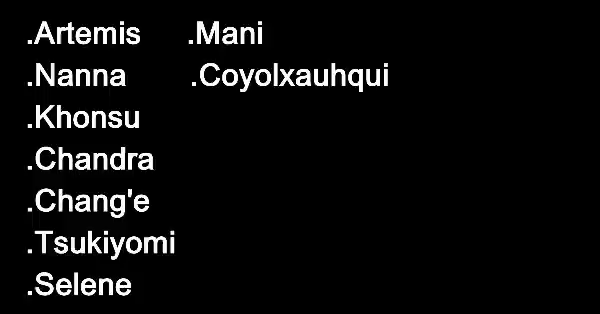 .Artemis .Mani
.Nanna .Coyolxauhqui
.Khonsu
.Chandra
.Chang'e
.Tsukiyomi
.Selene